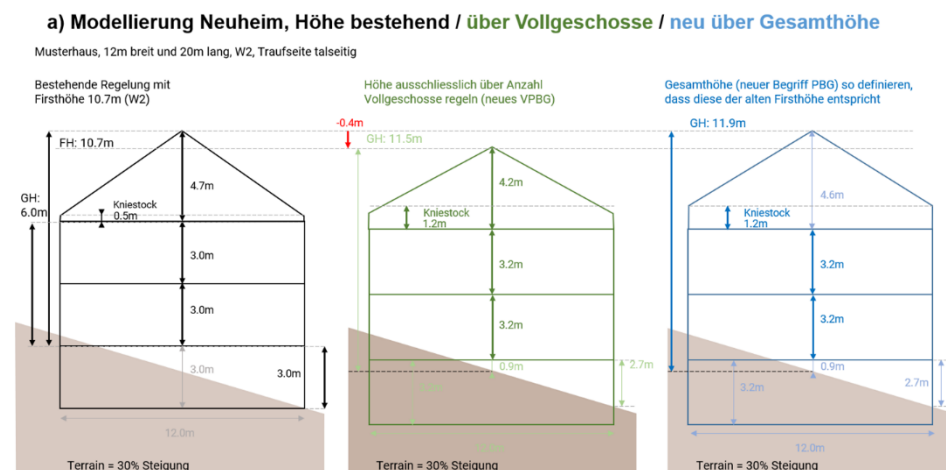 a) Modellierung Neuheim, Höhe bestehend / über Vollgeschosse / neu über Gesamthöhe
Musterhaus, 12m breit und 20m lang, W2, Traufseite talseitig
Bestehende Regelung mit
Firsthöhe 10.7m (W2)
FH: 10.7m
GH:
6.0m
4.7m
Kniestock
0.5m
3.0m
3.0m
3.0m
3.0m
12.0m
Terrain = 30% Steigung
Höhe ausschliesslich über Anzahl
Vollgeschosse regeln (neues VPBG)
-0.4m
GH: 11.5m
4.2m
Kniestock
1.2m
3.2m
3.2m
0.9m
2.7m
Terrain = 30% Steigung
Gesamthöhe (neuer Begriff PBG) so definieren,
dass diese der alten Firsthöhe entspricht
GH: 11.9m
4.6m
Kniestock
1.2m
3.2m
3.2m
0.9m
3.2m
2.7m
12.0m
Terrain = 30% Steigung